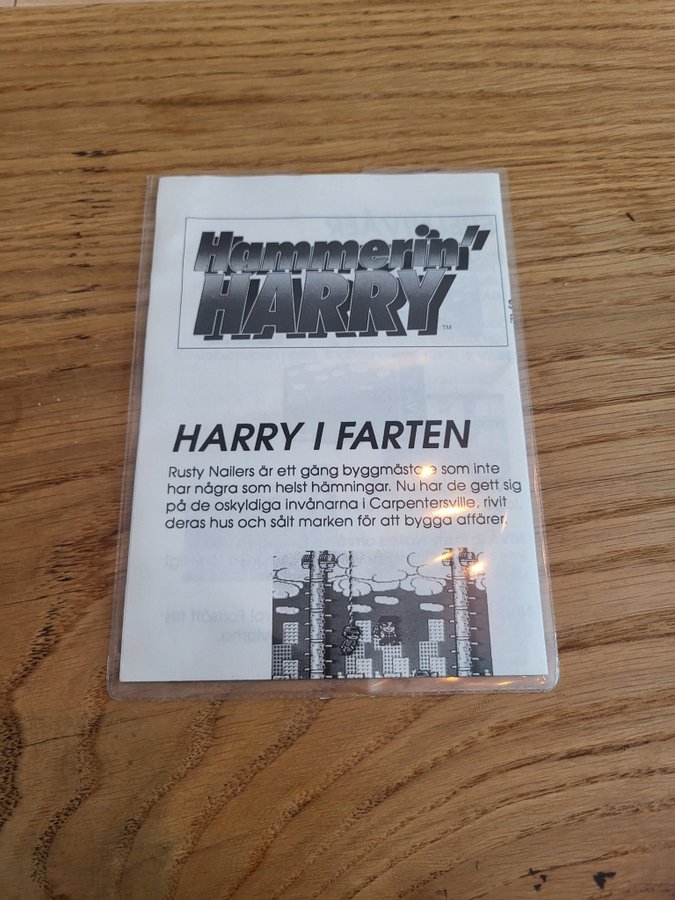 Hammerin'
HARRY
TM
HARRY I FARTEN
Rusty Nailers är ett gäng byggmästare som inte
har några som helst hämningar. Nu har de gett sig
på de oskyldiga invånarna i Carpentersville, rivit
deras hus och sålt marken för att bygga affärer.